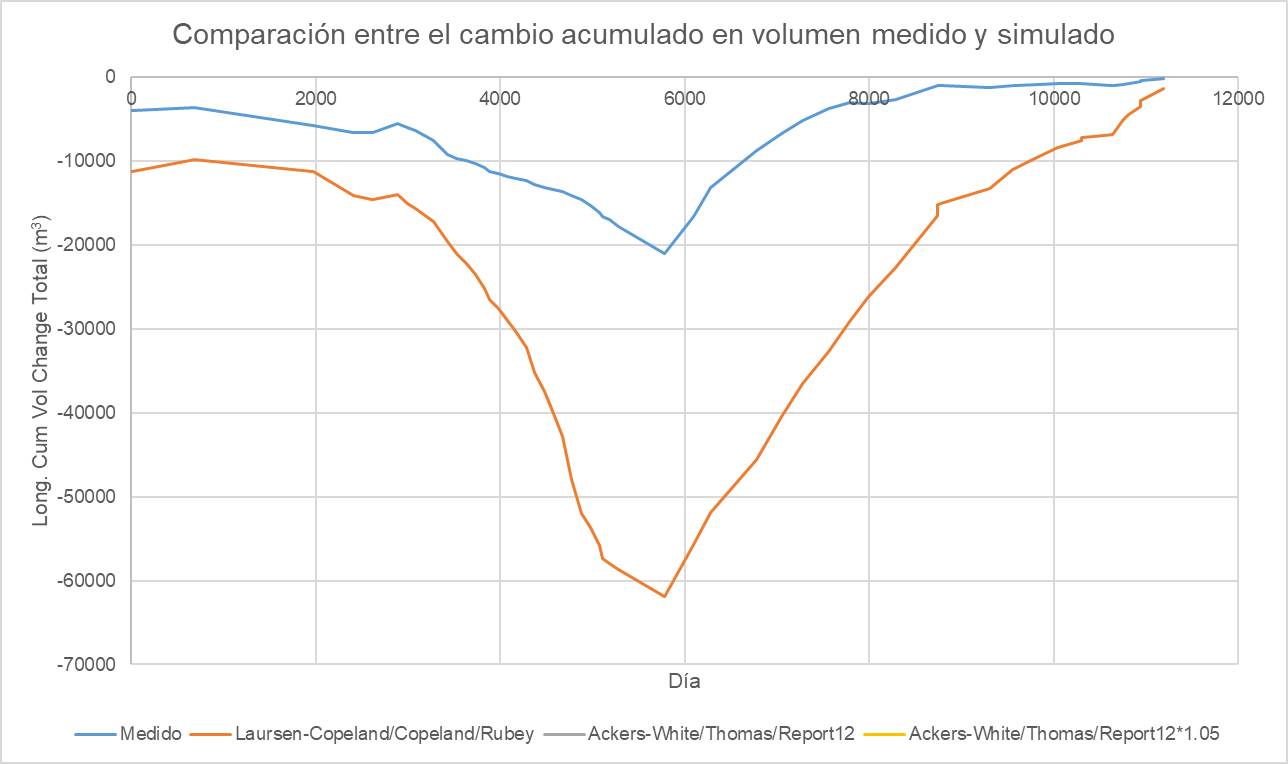 Comparación entre el cambio acumulado en volumen medido y simulado
0
0 2000 4000 6000 8000 10000 12000
-10000
-20000
-30000
-40000
-50000
-60000
-70000
Long. Cum Vol Change Total (m³)
Día
Medido Laursen-Copeland/Copeland/Rubey Ackers-White/Thomas/Report12 Ackers-White/Thomas/Report12*1.05